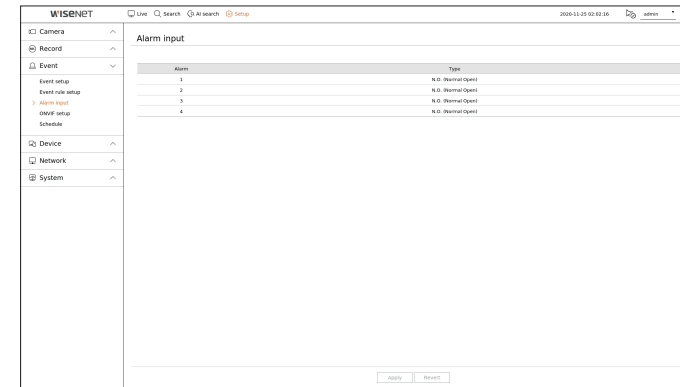 WISENET
Live Search AI search Setup 2020-11-25 02:02:16 admin
Camera
Record
Event
Event setup
Event rule setup
Alarm input
ONVIF setup
Schedule
Device
Network
System
Alarm input
Alarm Type
1 N.O. (Normal Open)
2 N.O. (Normal Open)
3 N.O. (Normal Open)
4 N.O. (Normal Open)
Apply Revert